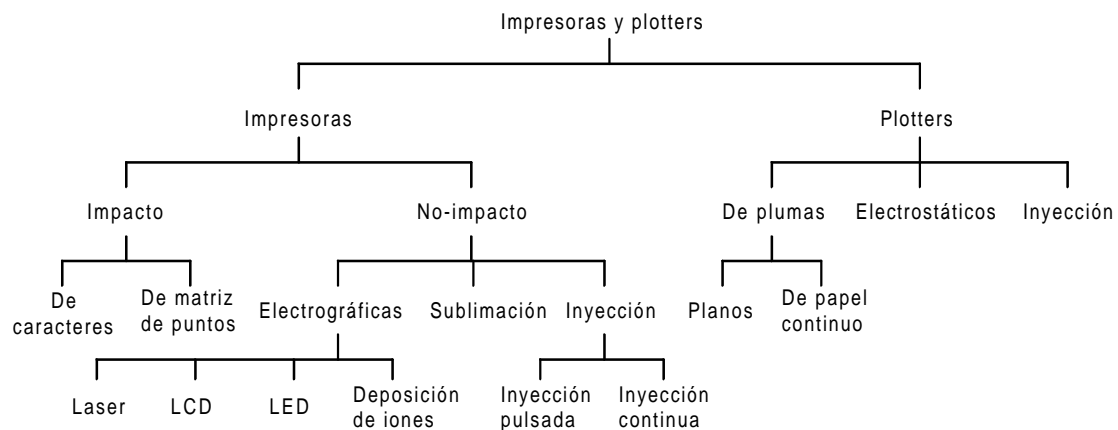 Impresoras y plotters
Impresoras
Plotters
Impacto
No-impacto
De plumas
Electrostáticos
Inyección
De
caracteres
De matriz
de puntos
Electrográficas
Sublimación
Inyección
Planos
De papel
continuo
Laser
LCD
LED
Deposición
de iones
Inyección
pulsada
Inyección
continua